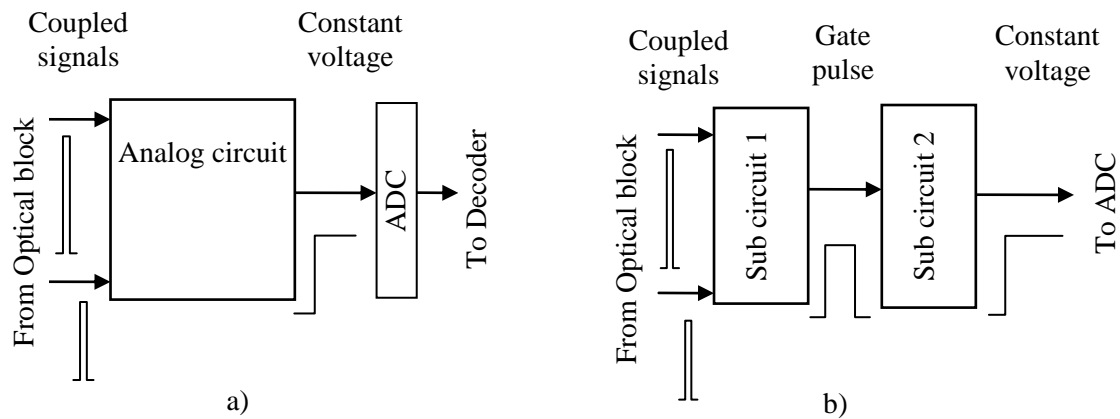 Coupled
signals
Constant
voltage
From Optical block
Analog circuit
ADC
To Decoder
a)
Coupled
signals
Gate
pulse
Constant
voltage
From Optical block
Sub circuit 1
Sub circuit 2
To ADC
b)